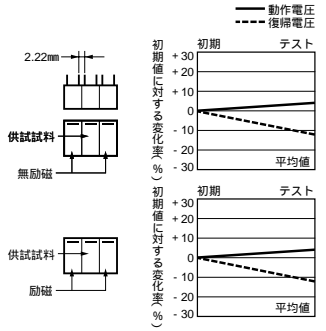 動作電圧
復帰電圧
2.22mm
供試試料
無励磁
初期値に対する変化率(%)
初期 テスト
+30
+20
+10
0
-10
-20
-30
平均値
供試試料
励磁
初期値に対する変化率(%)
初期 テスト
+30
+20
+10
0
-10
20
-30
平均値